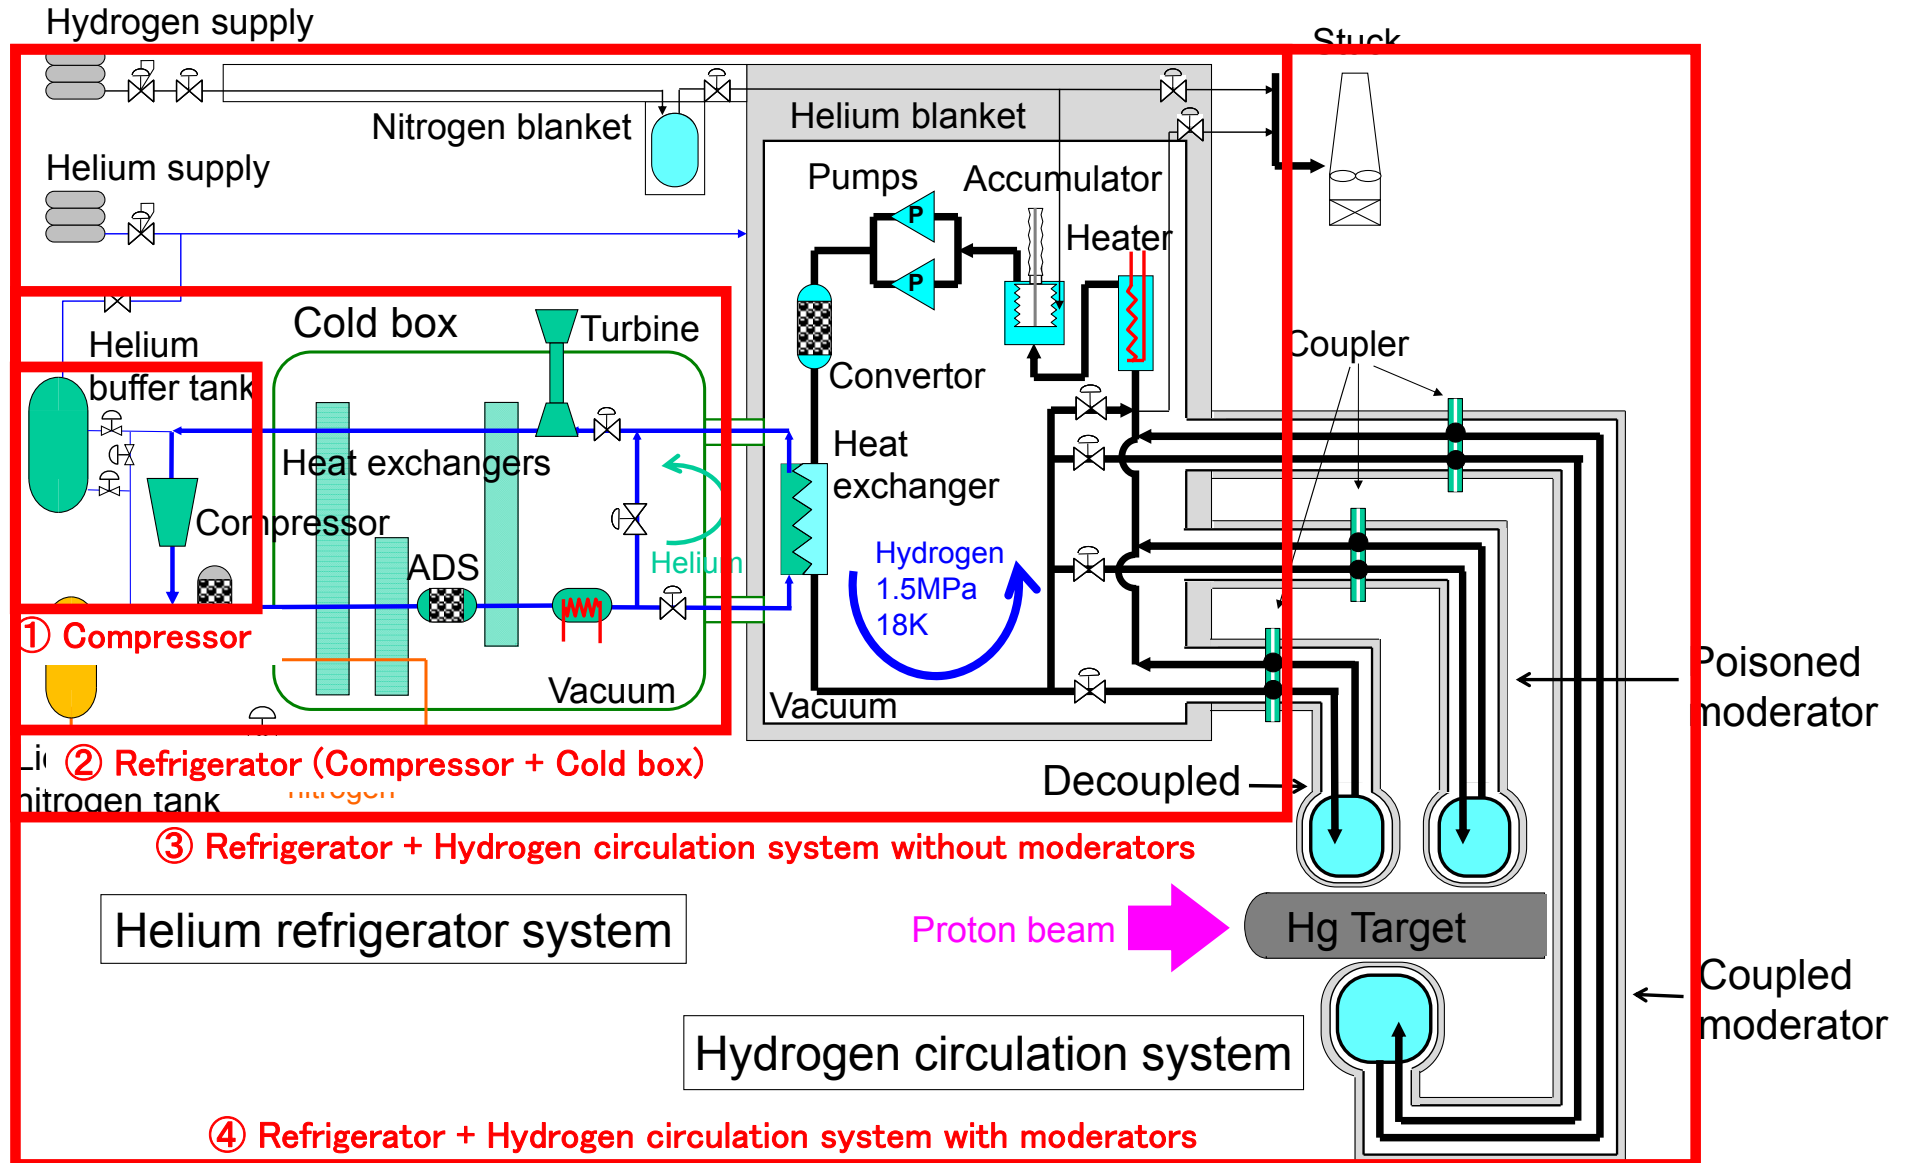 Hydrogen supply
Stuck
Nitrogen blanket
Helium blanket
Helium supply
Pumps
Accumulator
P
Heater
P
Cold box
Turbine
Helium
buffer tank
Convertor
Coupler
Heat exchangers
Heat
exchanger
Compressor
ADS
Helium
Hydrogen
1.5MPa
18K
① Compressor
Vacuum
Vacuum
Poisoned
moderator
② Refrigerator (Compressor + Cold box)
nitrogen tank
nitrogen
Decoupled
③ Refrigerator + Hydrogen circulation system without moderators
Helium refrigerator system
Proton beam
Hg Target
Coupled
moderator
Hydrogen circulation system
④ Refrigerator + Hydrogen circulation system with moderators